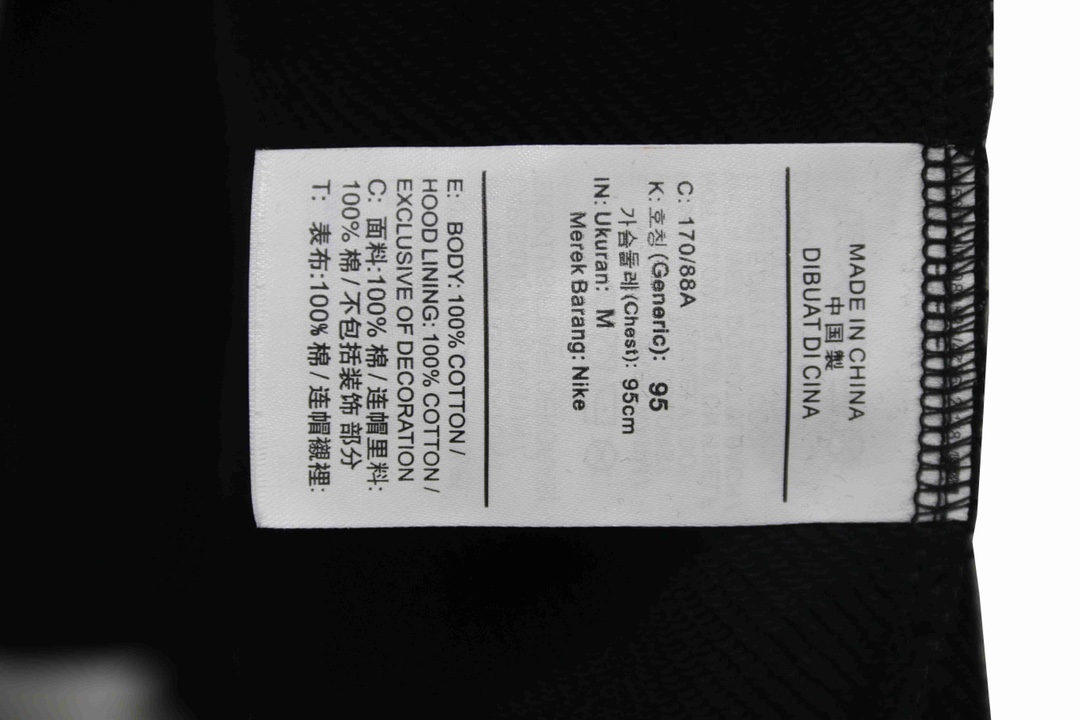 MADE IN CHINA
中国製
DIBUAT DI CINA
C: 170/88A
K: 호칭 (Generic): 95
가슴둘레 (Chest): 95cm
IN: Ukuran: M
Merek Barang: Nike
E: BODY: 100% COTTON /
HOOD LINING: 100% COTTON /
EXCLUSIVE OF DECORATION
C: 面料:100% 棉 / 连帽里料:
100% 棉 / 不包括装饰 部分
T: 表布:100% 棉 / 连帽襯裡: